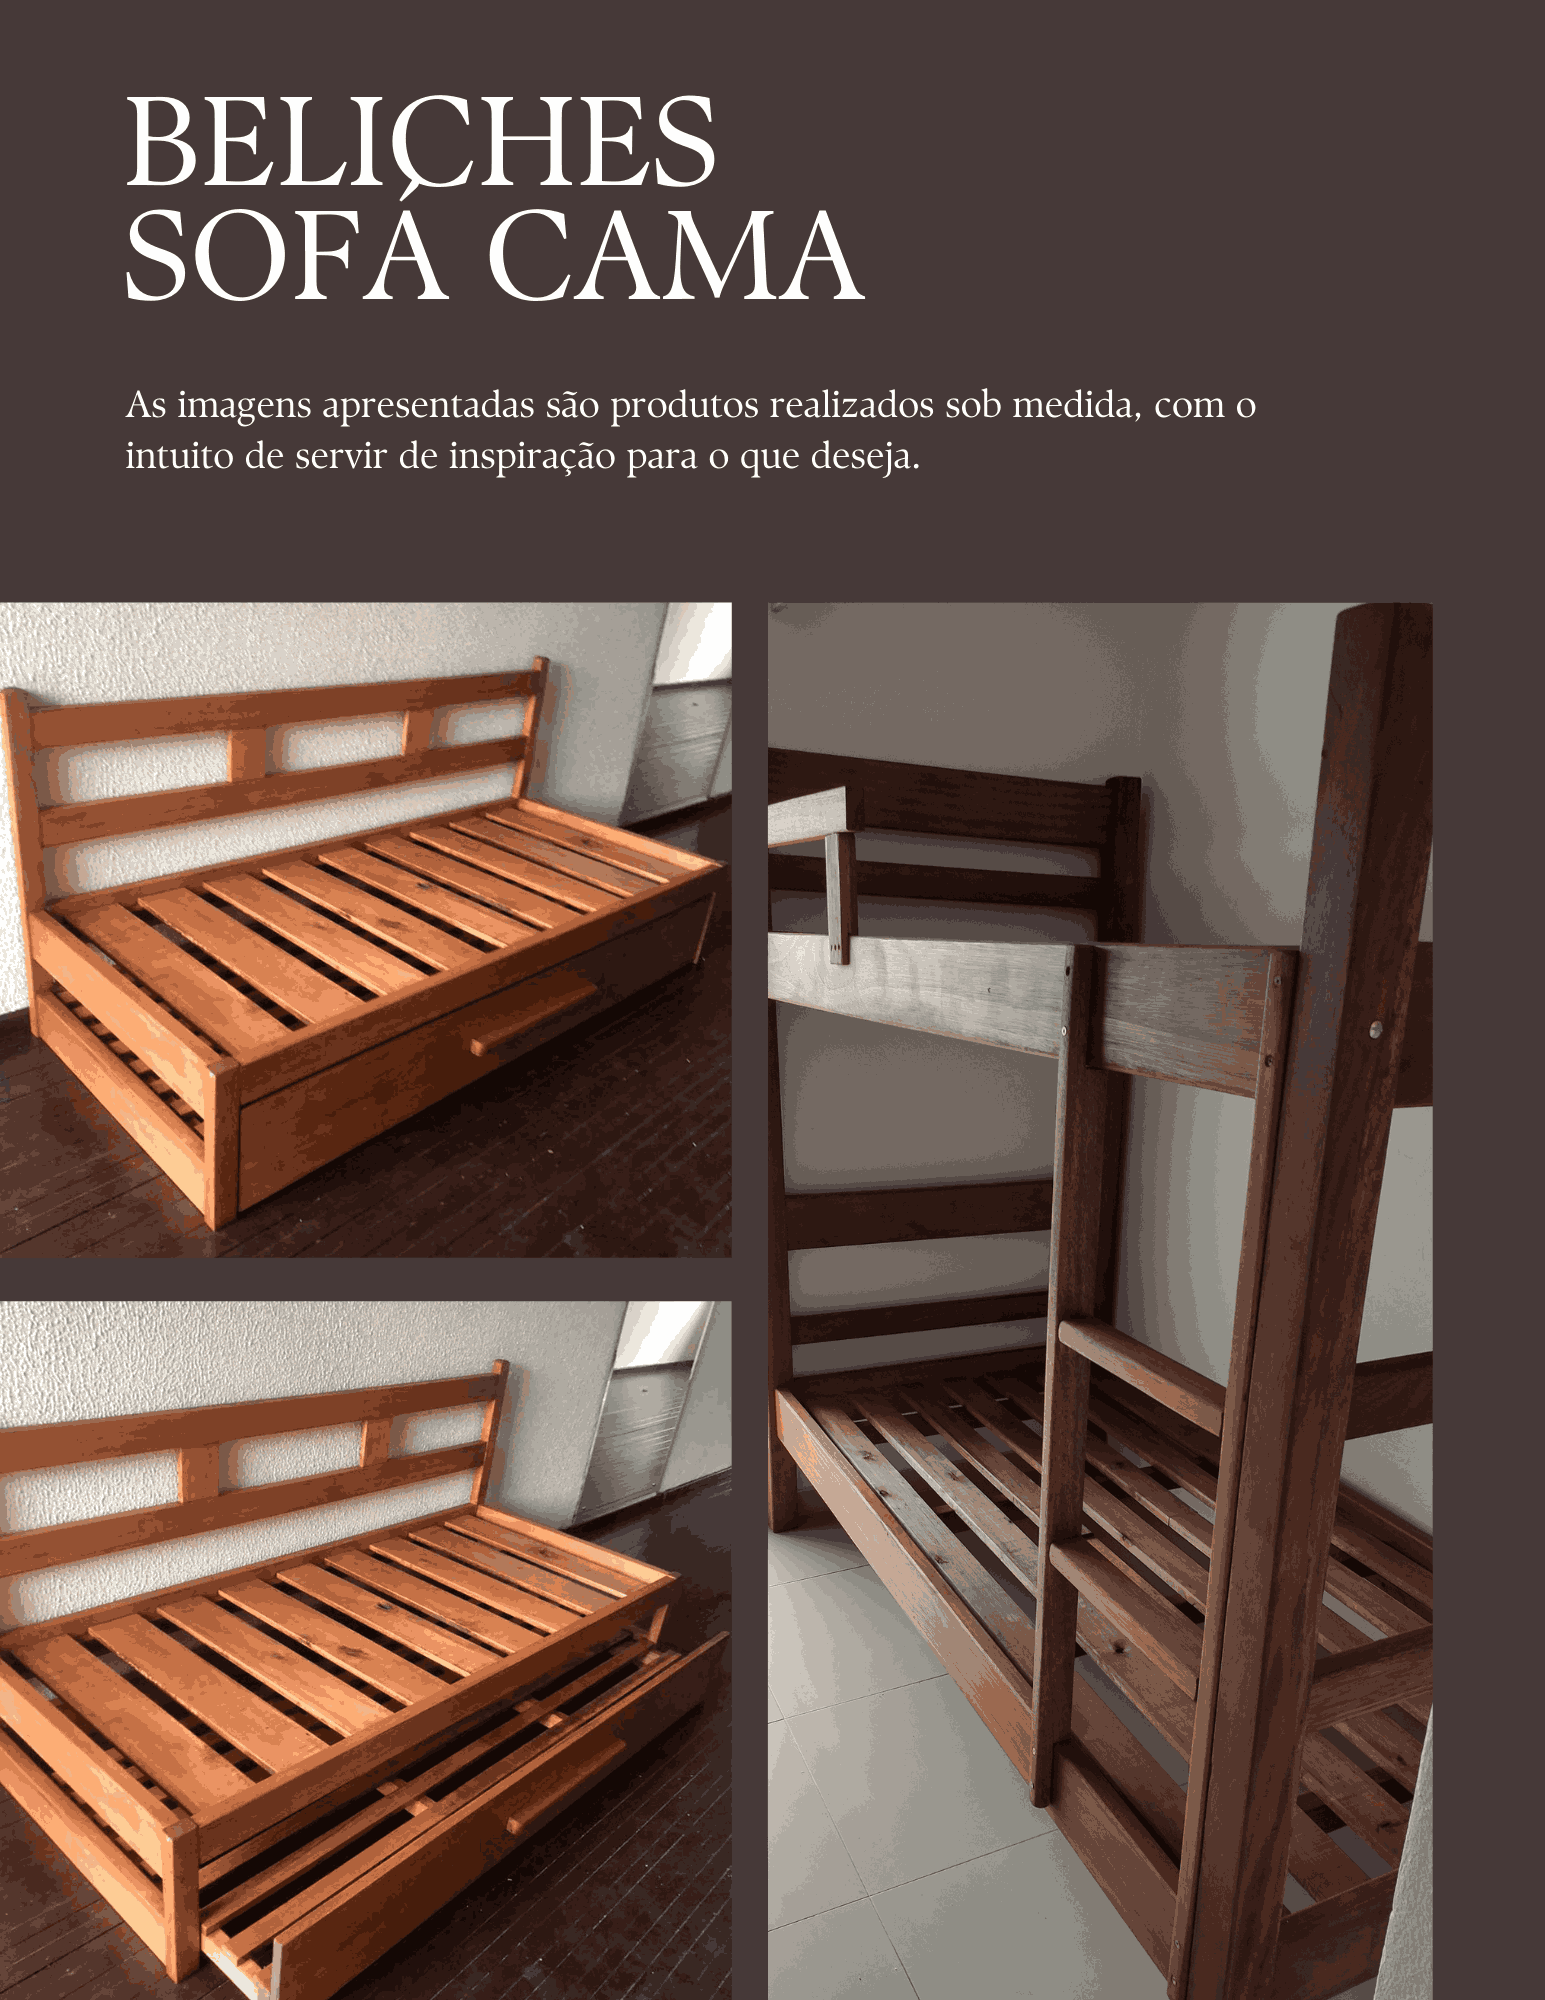 BELICHES
SOFÁ CAMA
As imagens apresentadas são produtos realizados sob medida, com o
intuito de servir de inspiração para o que deseja.